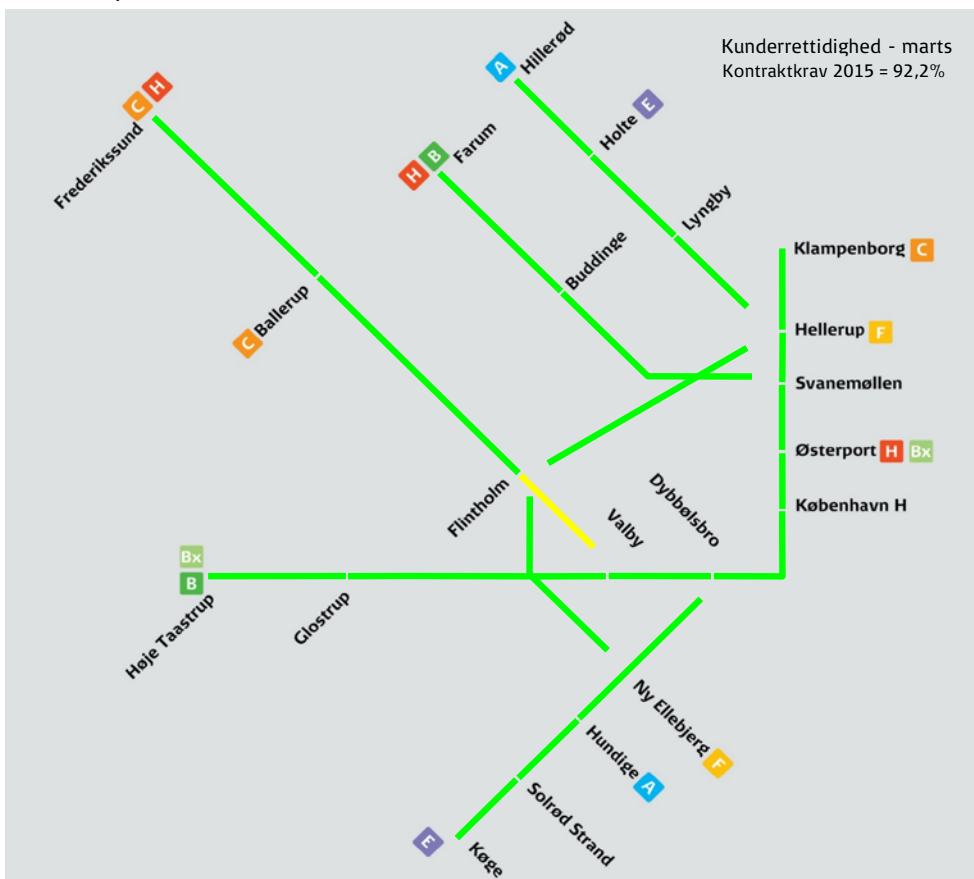 Kunderrettidighed - marts
Kontraktkrav 2015 = 92,2%
A Hillerød
C H
Frederikssund
Holte E
H B Farum
Lyngby
Buddinge
Klampenborg C
C Ballerup
Hellerup F
Svanemøllen
Østerport H Bx
Flintholm
Dybbølsbro
Valby
København H
Bx
B
Høje Taastrup
Glostrup
Ny Ellebjerg F
Hundige A
Solrød Strand
E Køge